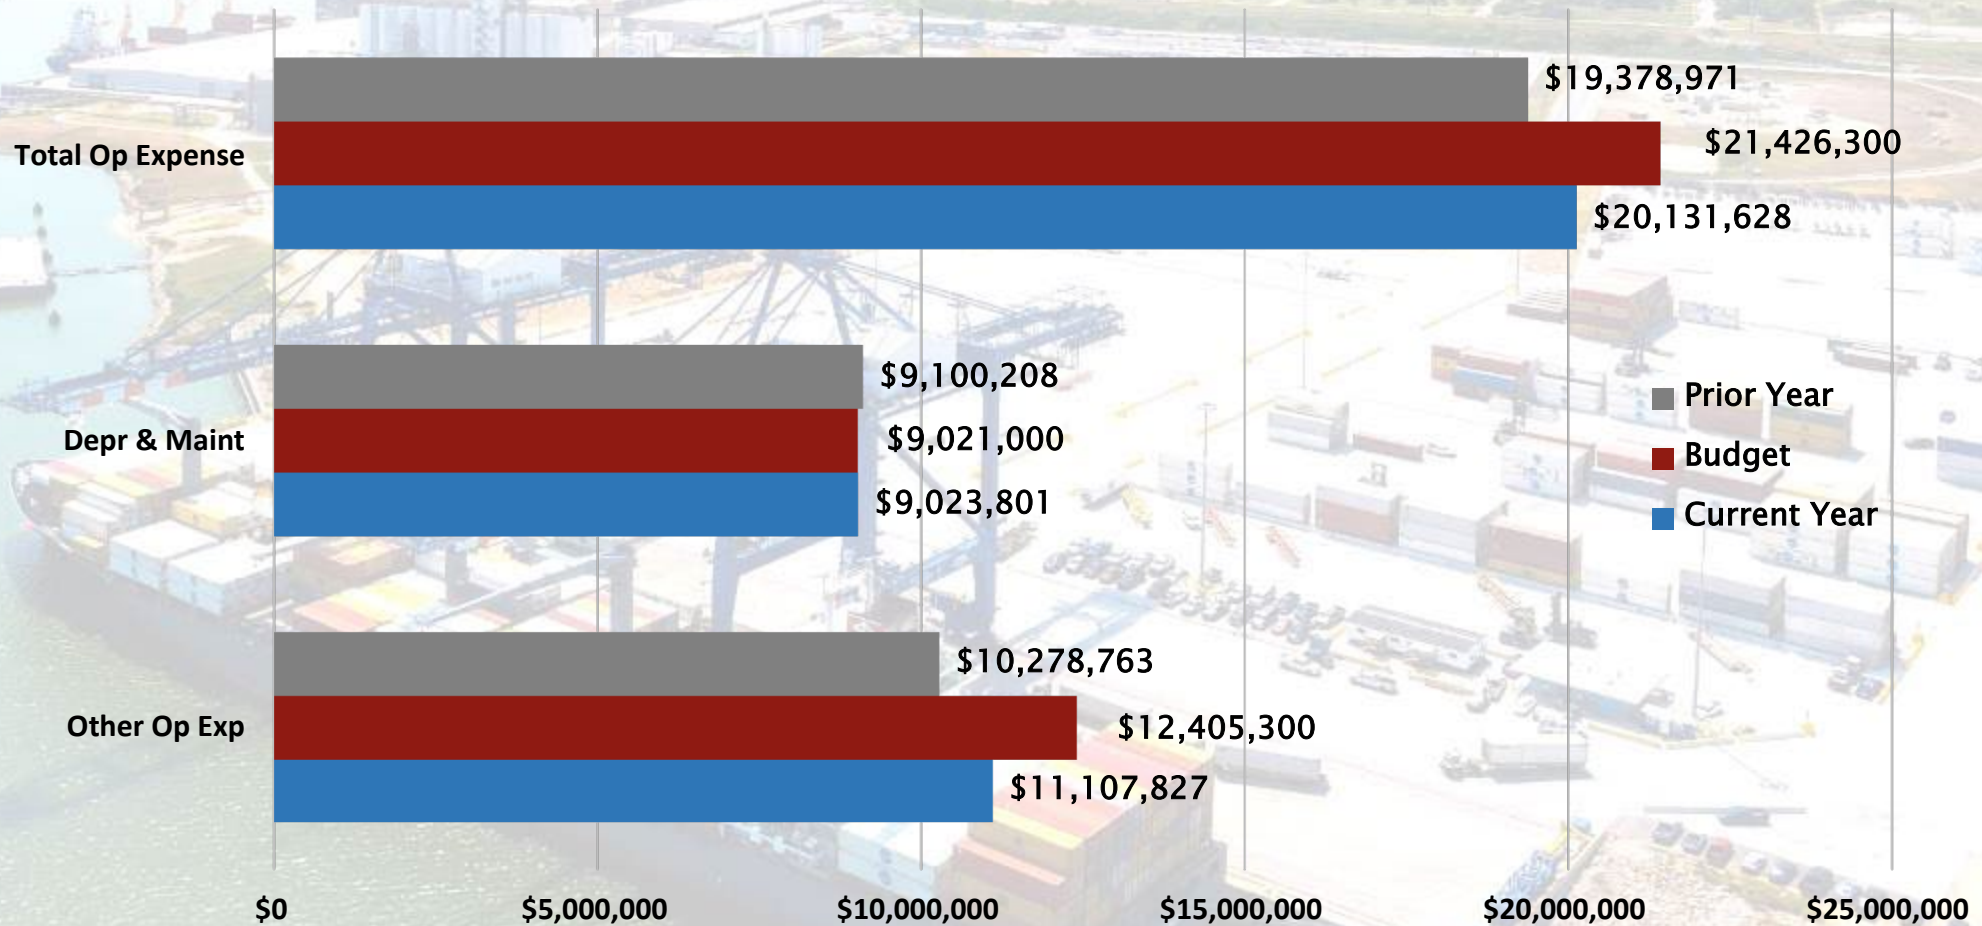 $19,378,971
Total Op Expense
$21,426,300
$20,131,628
$9,100,208
Depr & Maint
$9,021,000
$9,023,801
Prior Year
Budget
Current Year
$10,278,763
Other Op Exp
$12,405,300
$11,107,827
$0 $5,000,000 $10,000,000 $15,000,000 $20,000,000 $25,000,000